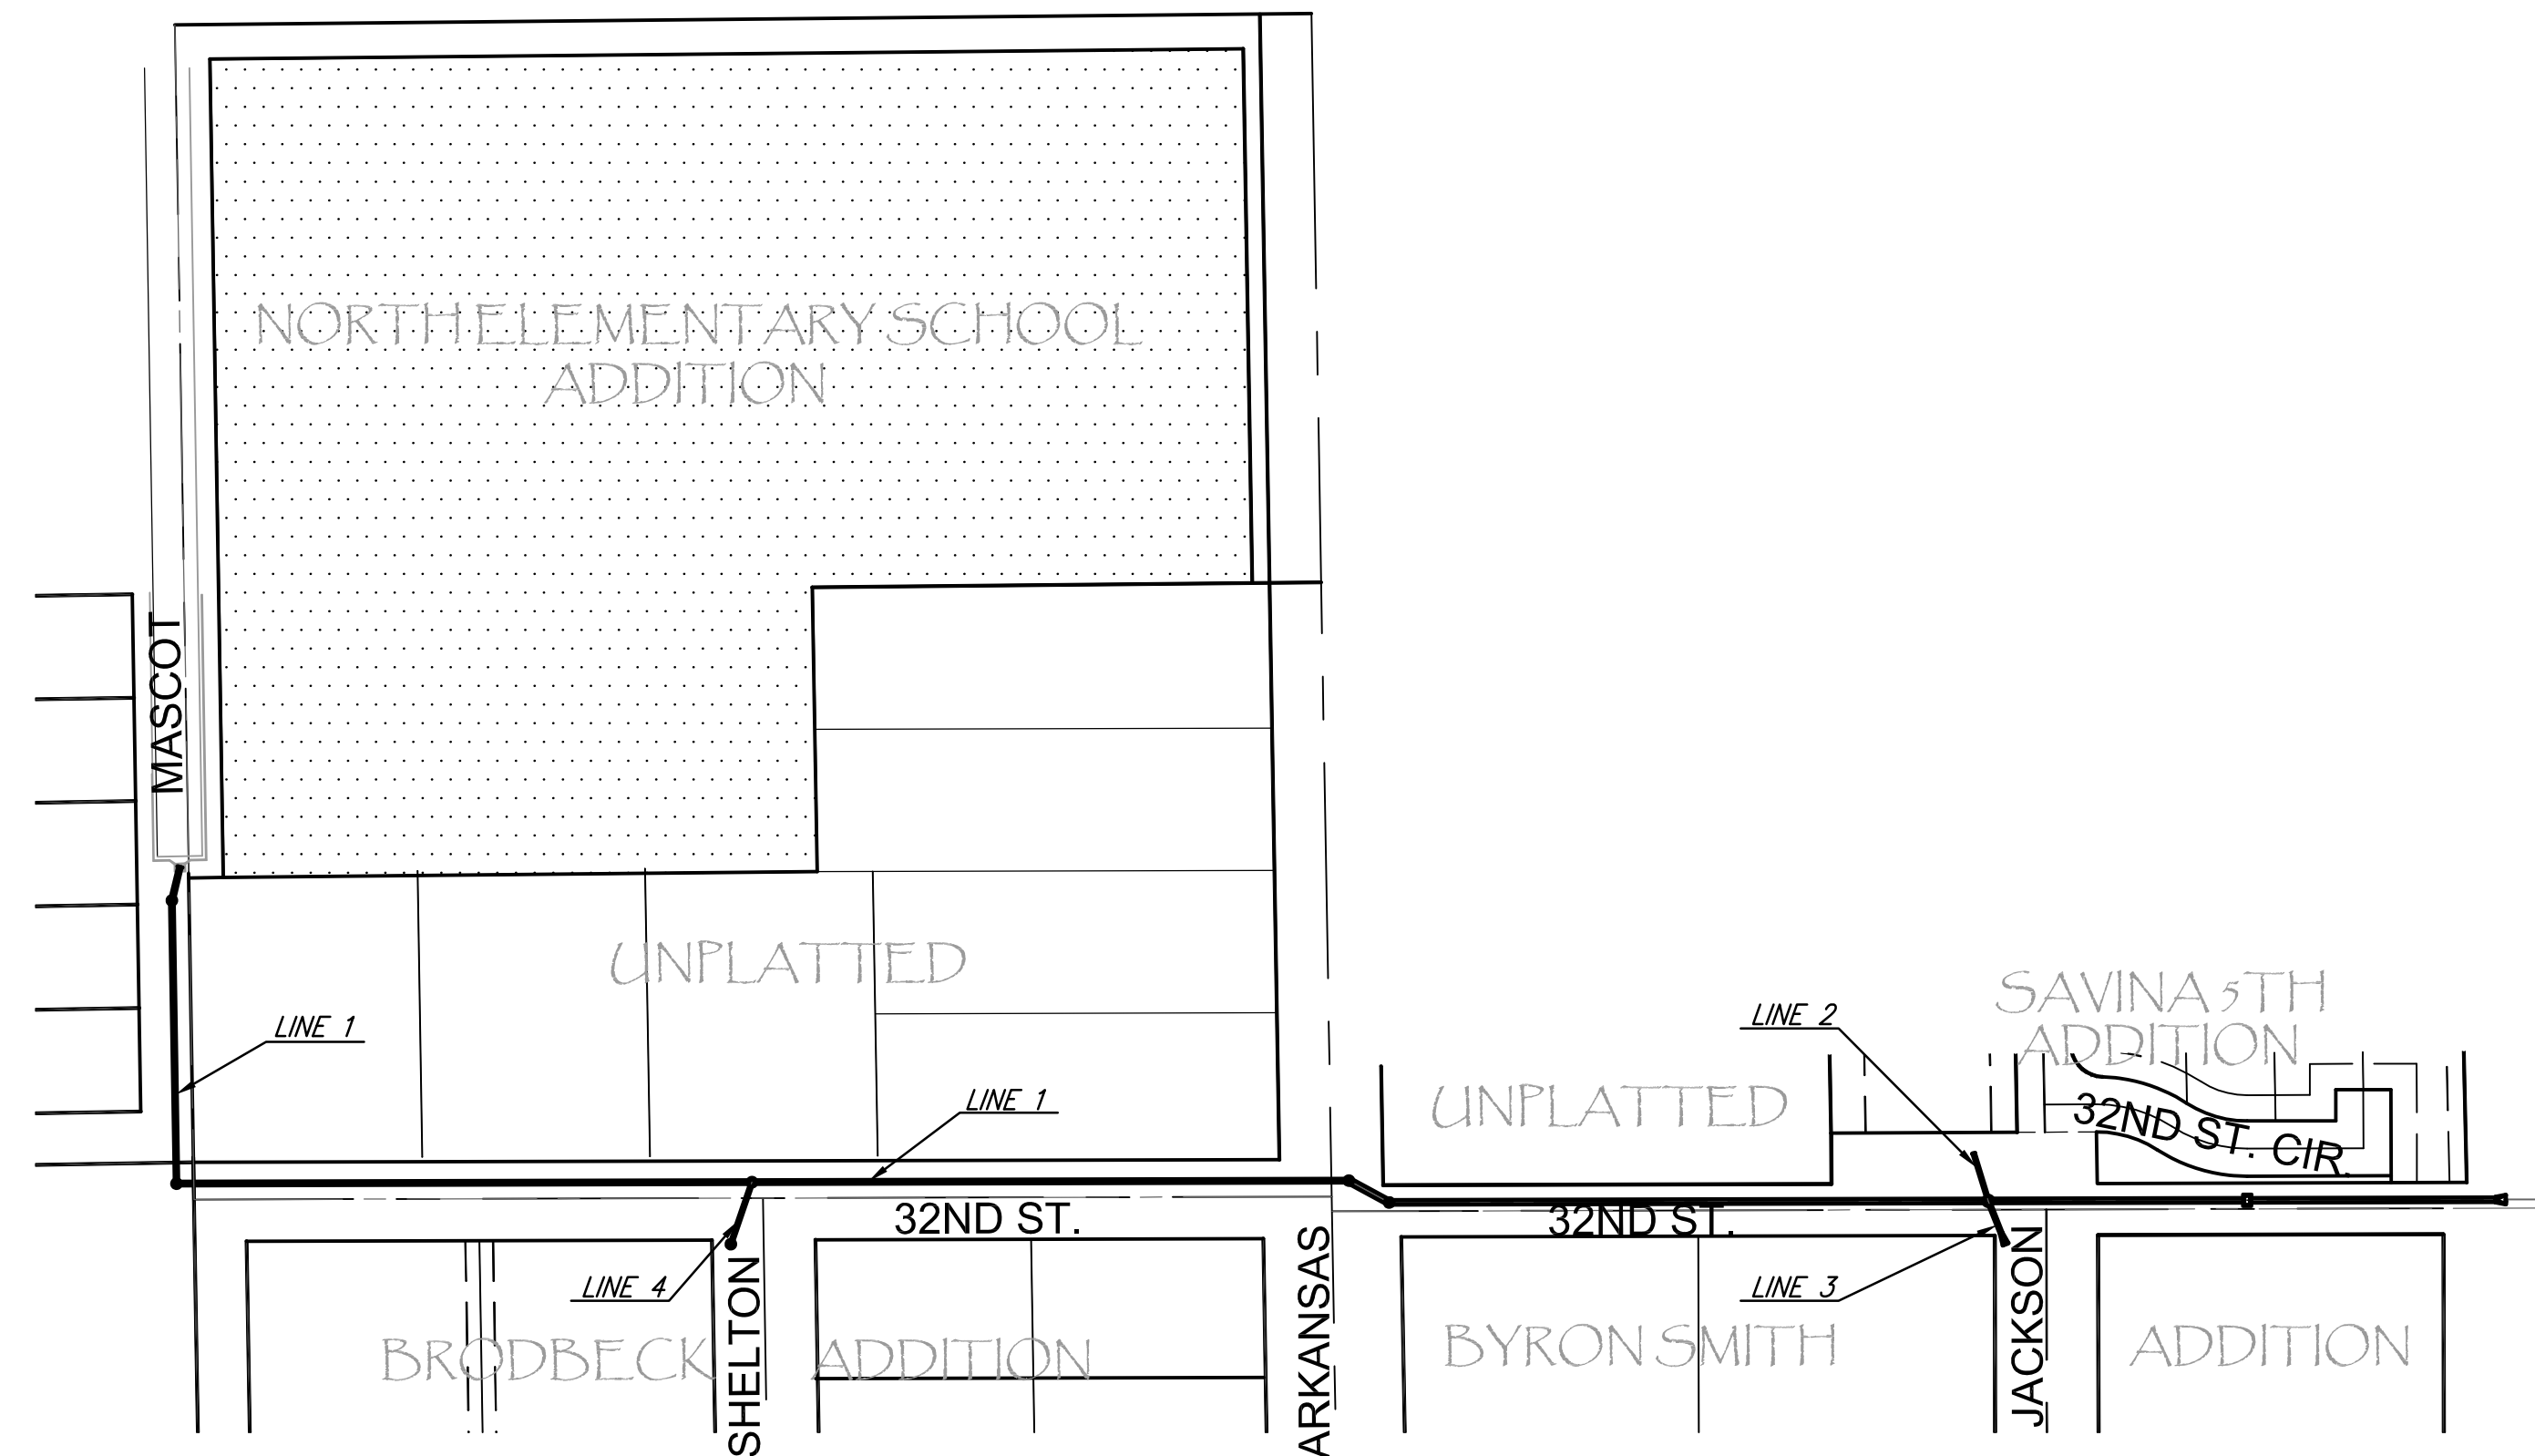 NORTH ELEMENTARY SCHOOL
ADDITION
MASCOT
UNPLATTED
LINE 1
LINE 1
LINE 2
SAVINA 5TH
ADDITION
UNPLATTED
32ND ST. CIR.
32ND ST.
32ND ST.
LINE 4
LINE 3
SHELTON
ARKANSAS
JACKSON
BRODBECK ADDITION
BYRON SMITH ADDITION